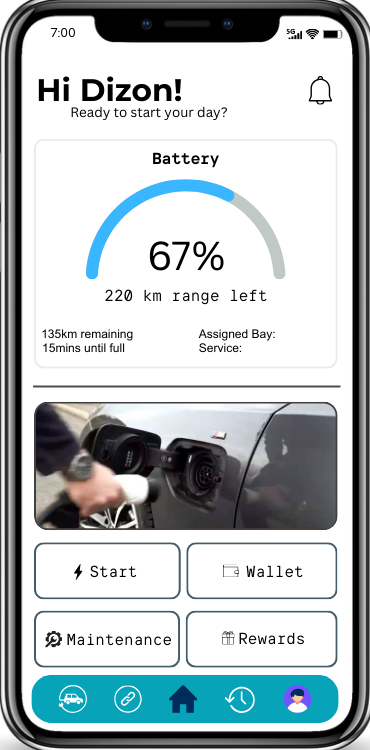 7:00
5G
Hi Dizon!
Ready to start your day?
Battery
67%
220 km range left
135km remaining
15mins until full
Assigned Bay:
Service:
Start
Wallet
Maintenance
Rewards